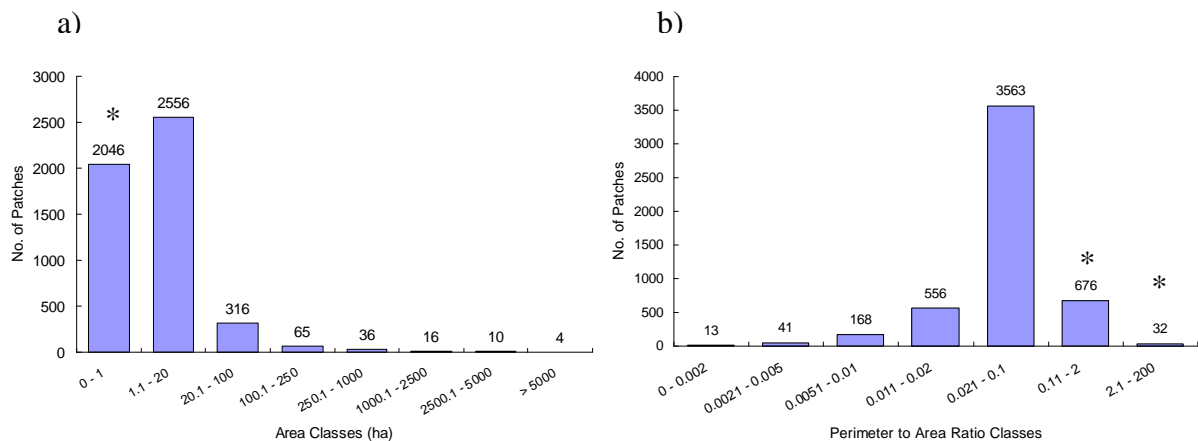 a)
3000
2500
2000
1500
1000
500
0
No. of Patches
*
2046
2556
316
65
36
16
10
4
0 - 1
1.1 - 20
20.1 - 100
100.1 - 250
250.1 - 1000
1000.1 - 2500
2500.1 - 5000
> 5000
Area Classes (ha)
b)
4000
3500
3000
2500
2000
1500
1000
500
0
No. of Patches
13
41
168
556
3563
*
676
*
32
0 - 0.002
0.0021 - 0.005
0.0051 - 0.01
0.011 - 0.02
0.021 - 0.1
0.11 - 2
2.1 - 200
Perimeter to Area Ratio Classes